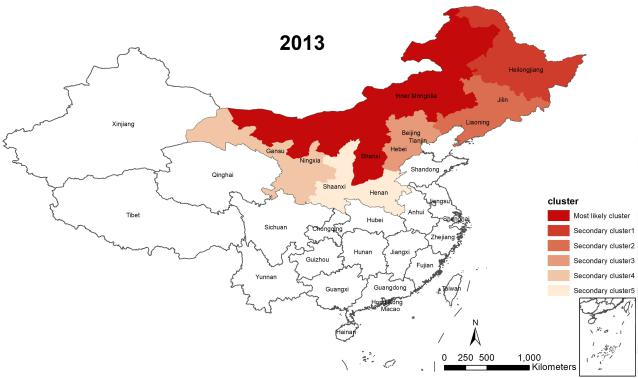 2013
Heilongjiang
Inner Mongolia
Jilin
Xinjiang
Liaoning
Beijing
Tianjin
Gansu
Hebei
Shanxi
Ningxia
Qinghai
Shandong
Shaanxi
Henan
Jiangsu
Tibet
Anhui
Shanghai
Hubei
Sichuan
Chongqing
Zhejiang
Hunan
Jiangxi
Guizhou
Fujian
Yunnan
Guangxi
Guangdong
Taiwan
Hong Kong
Macao
Hainan
cluster
Most likely cluster
Secondary cluster1
Secondary cluster2
Secondary cluster3
Secondary cluster4
Secondary cluster5
N
0 250 500 1,000
Kilometers